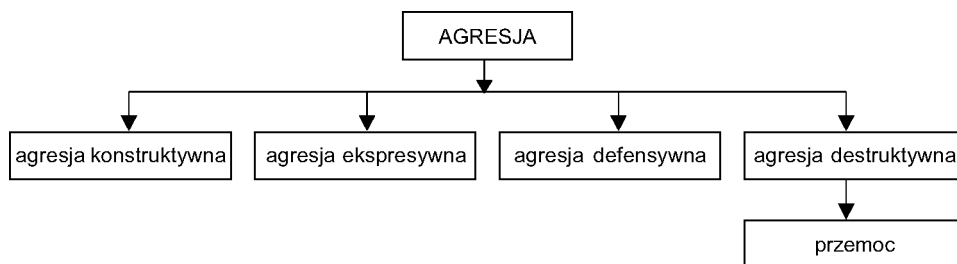 AGRESJA
agresja konstruktywna
agresja ekspresywna
agresja defensywna
agresja destruktywna
przemoc